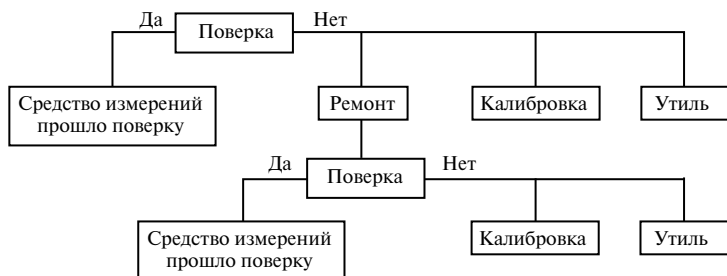 Да
Поверка
Нет
Средство измерений
прошло поверку
Ремонт
Калибровка
Утиль
Да
Поверка
Нет
Средство измерений
прошло поверку
Калибровка
Утиль